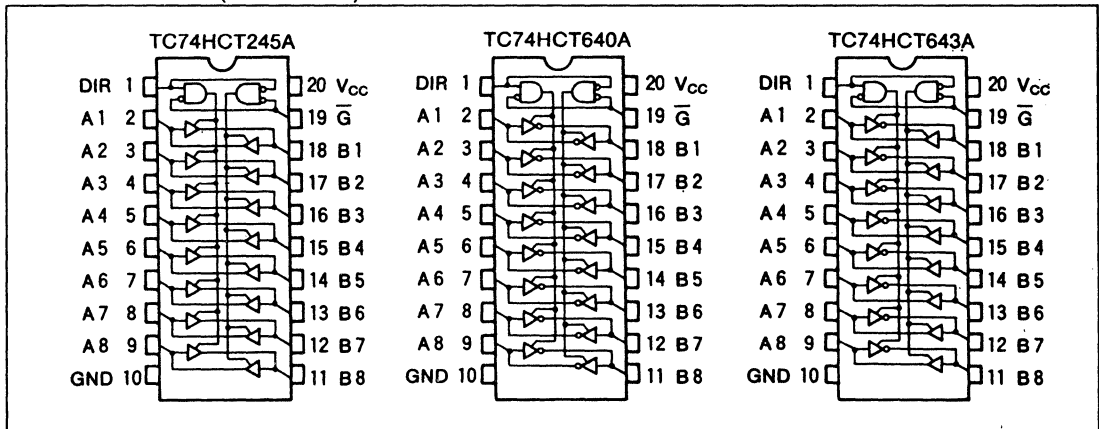 TC74HCT245A
DIR 1
A1 2
A2 3
A3 4
A4 5
A5 6
A6 7
A7 8
A8 9
GND 10
20 Vcc
19 G̅
18 B1
17 B2
16 B3
15 B4
14 B5
13 B6
12 B7
11 B8
TC74HCT640A
DIR 1
A1 2
A2 3
A3 4
A4 5
A5 6
A6 7
A7 8
A8 9
GND 10
20 Vcc
19 G̅
18 B1
17 B2
16 B3
15 B4
14 B5
13 B6
12 B7
11 B8
TC74HCT643A
DIR 1
A1 2
A2 3
A3 4
A4 5
A5 6
A6 7
A7 8
A8 9
GND 10
20 Vcc
19 G̅
18 B1
17 B2
16 B3
15 B4
14 B5
13 B6
12 B7
11 B8